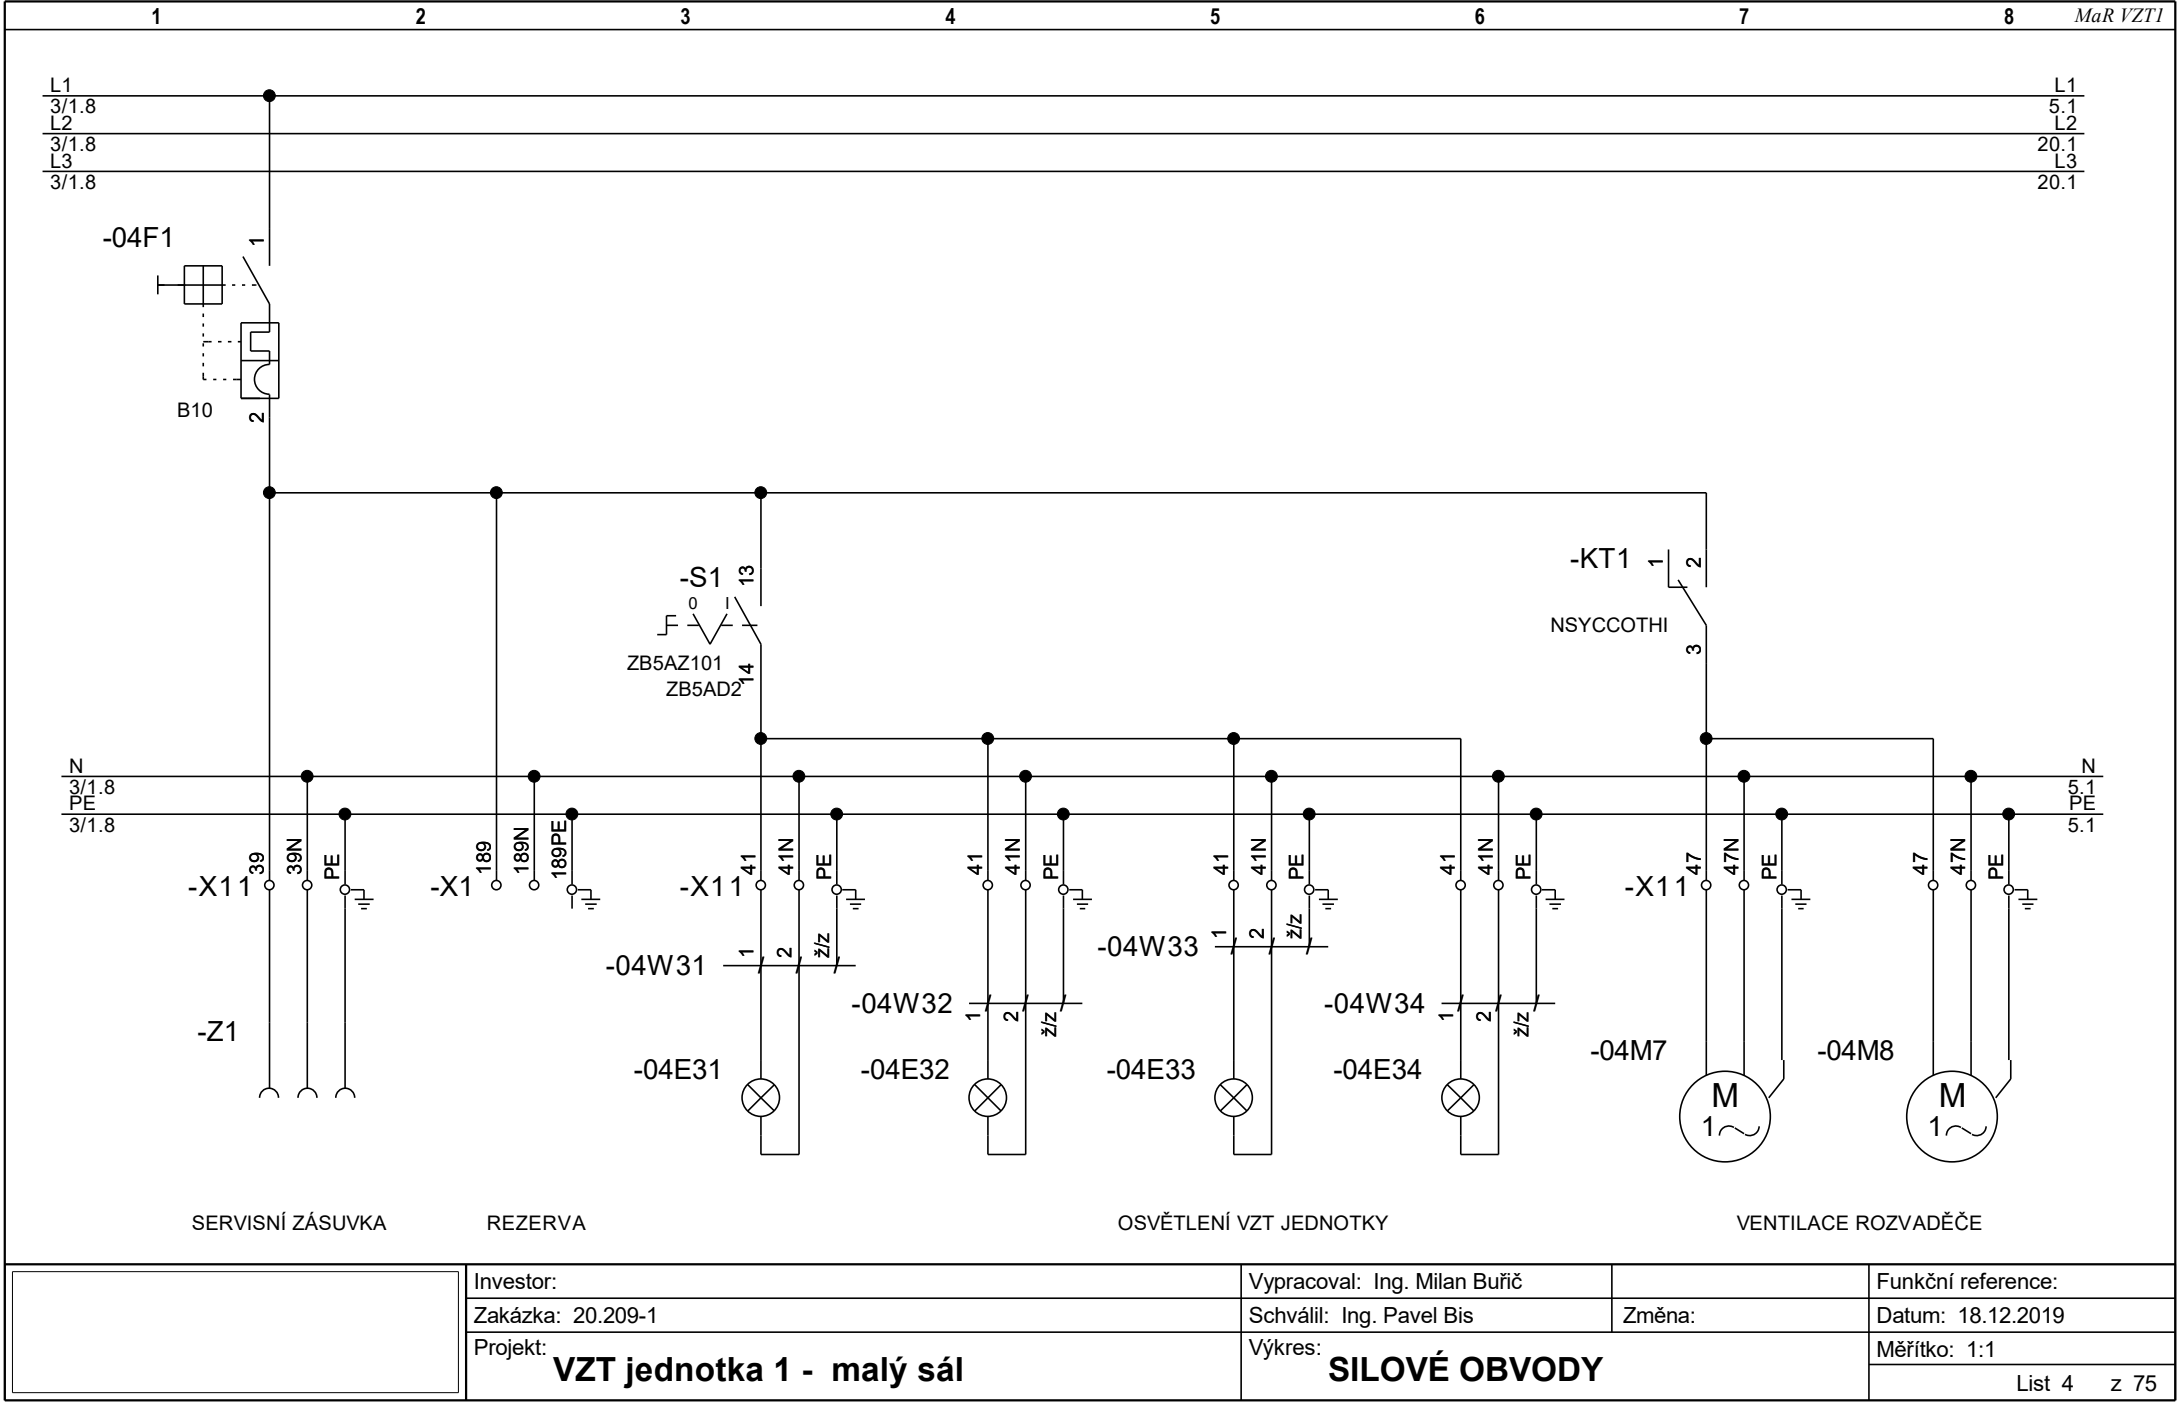 1 2 3 4 5 6 7 8 MaR VZT1
L1 L1
3/1.8 5.1
L2 L2
3/1.8 20.1
L3 L3
3/1.8 20.1
-04F1 1
B10 2
-S1 13
0 I
ZB5AZ101
ZB5AD2 14
-KT1 1 2
NSYCCOTHI
3
N N
3/1.8 5.1
PE PE
3/1.8 5.1
-X11 39 39N PE -X1 189 189N 189PE -X11 41 41N PE 41 41N PE 41 41N PE 41 41N PE -X11 47 47N PE 47 47N PE
-04W31 1 2 ž/z
-04W32 1 2 ž/z
-04W33 1 2 ž/z
-04W34 1 2 ž/z
-Z1
-04E31 -04E32 -04E33 -04E34
-04M7 -04M8
M M
1 1
SERVISNÍ ZÁSUVKA REZERVA OSVĚTLENÍ VZT JEDNOTKY VENTILACE ROZVADĚČE
Investor: Vypracoval: Ing. Milan Buřič Funkční reference:
Zakázka: 20.209-1 Schválil: Ing. Pavel Bis Změna: Datum: 18.12.2019
Projekt: VZT jednotka 1 - malý sál Výkres: SILOVÉ OBVODY Měřítko: 1:1
List 4 z 75